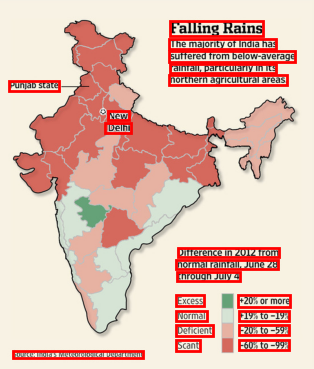 Falling Rains
The majority of India has
suffered from below-average
rainfall, particularly in its
northern agricultural areas
Punjab state
New
Delhi
Difference in 2012 from
normal rainfall, June 28
through July 4
Excess +20% or more
Normal +19% to −19%
Deficient −20% to −59%
Scant −60% to −99%
Source: India's Meteorological Department